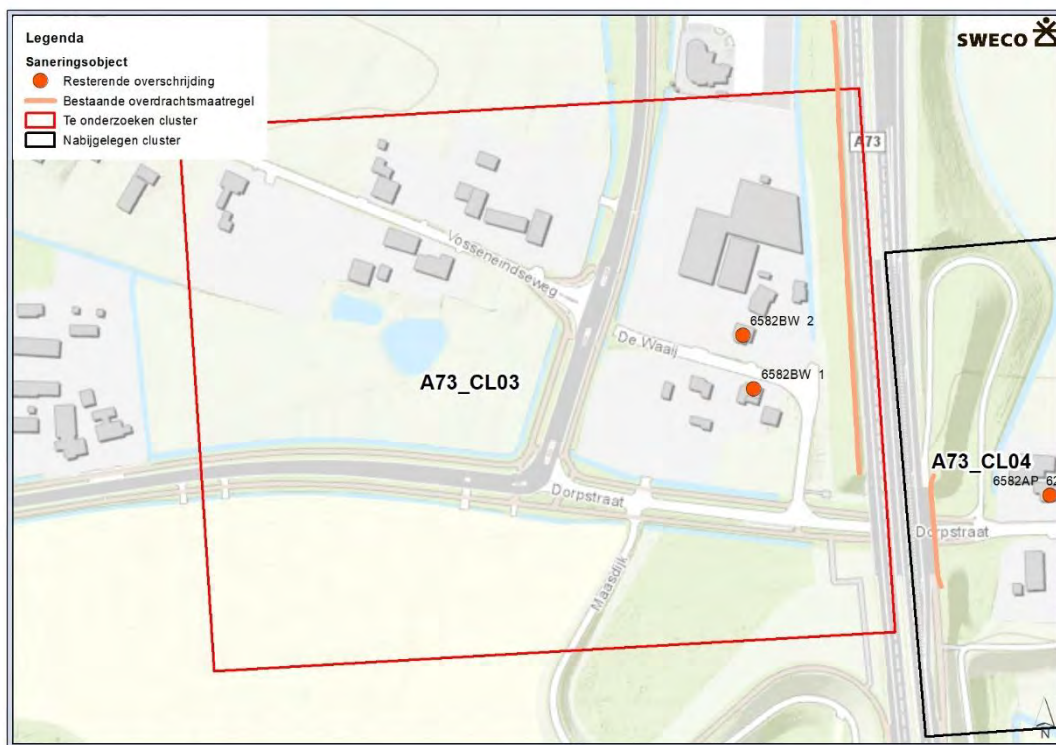 Legenda
SWECO
Saneringsobject
Resterende overschrijding
Bestaande overdrachtsmaatregel
Te onderzoeken cluster
Nabijgelegen cluster
A73
Vosseneindseweg
6582BW 2
De Waaij
6582BW 1
A73_CL03
A73_CL04
6582AP 62
Dorpstraat
Dorpstraat
Maasdijk
N